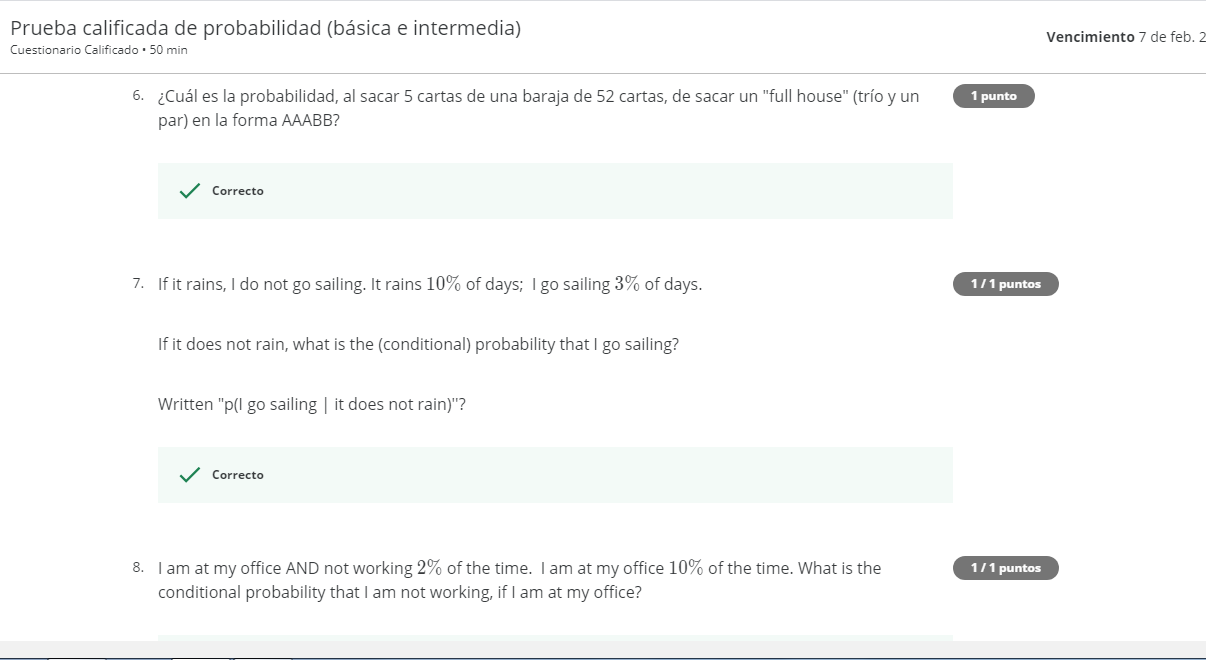 Prueba calificada de probabilidad (básica e intermedia)
Cuestionario Calificado • 50 min
Vencimiento 7 de feb. 2
6. ¿Cuál es la probabilidad, al sacar 5 cartas de una baraja de 52 cartas, de sacar un "full house" (trío y un
par) en la forma AAABB?
1 punto
Correcto
7. If it rains, I do not go sailing. It rains 10% of days; I go sailing 3% of days.
1 / 1 puntos
If it does not rain, what is the (conditional) probability that I go sailing?
Written "p(I go sailing | it does not rain)"?
Correcto
8. I am at my office AND not working 2% of the time. I am at my office 10% of the time. What is the
conditional probability that I am not working, if I am at my office?
1 / 1 puntos